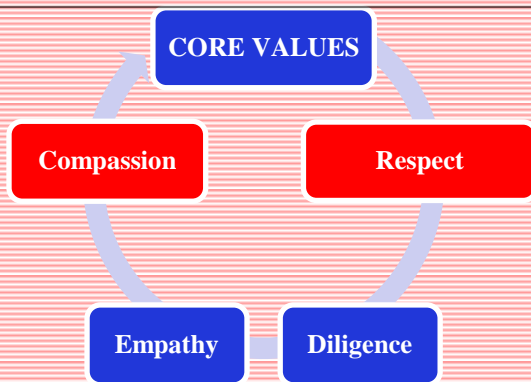 CORE VALUES
Compassion
Respect
Empathy
Diligence